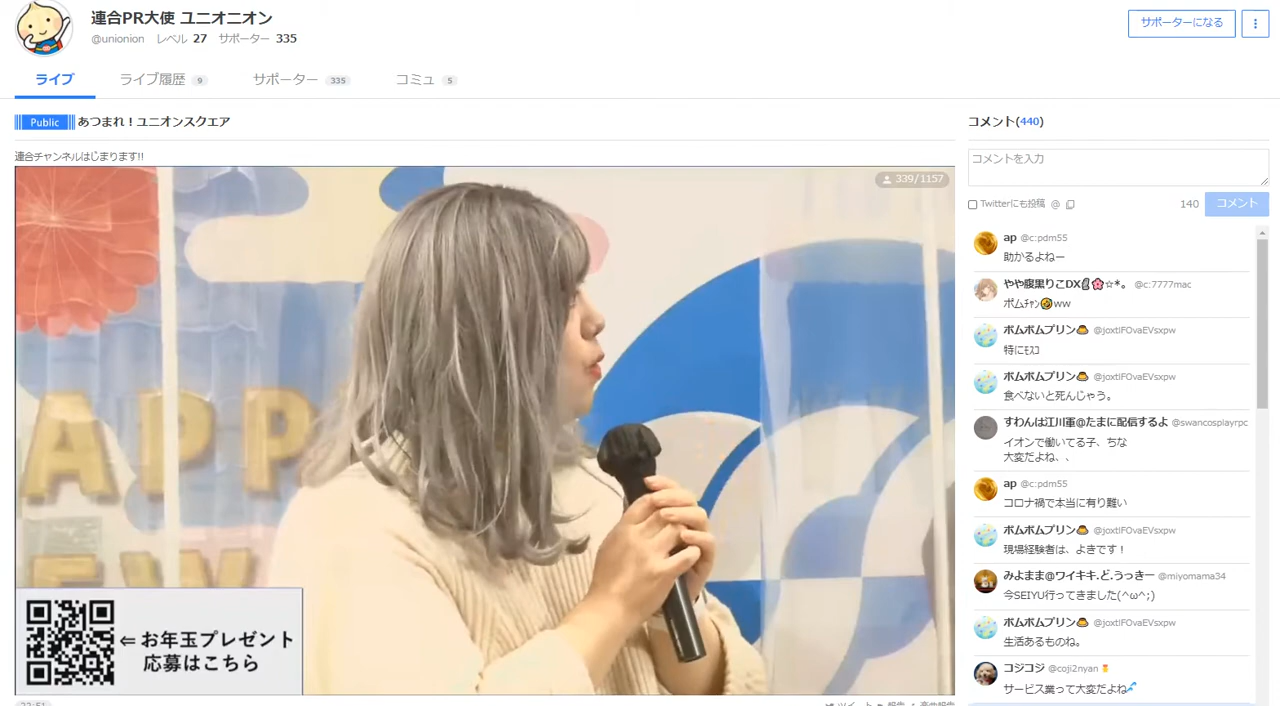 連合PR大使 ユニオニオン
@unionion レベル 27 サポーター 335
サポーターになる
ライブ
ライブ履歴 9
サポーター 335
コミュ 5
Public あつまれ！ユニオンスクエア
連合チャンネルはじまります!!
339/1157
APP
EW
⇐お年玉プレゼント
応募はこちら
コメント(440)
コメントを入力
Twitterにも投稿 @
140
コメント
ap @c:pdm55
助かるよねー
やや腹黒りこDX @c:7777mac
ポムﾁｬﾝ🤣ww
ポムポムプリン🍮 @joxtIFOvaEVsxpw
特にﾓｽｺ
ポムポムプリン🍮 @joxtIFOvaEVsxpw
食べないと死んじゃう。
すわんは江川軍@たまに配信するよ @swancosplayrpc
イオンで働いてる子、ちな
大変だよね、、
ap @c:pdm55
コロナ禍で本当に有り難い
ポムポムプリン🍮 @joxtIFOvaEVsxpw
現場経験者は、よきです！
みよまま@ワイキキ.ど.うっきー @miyomama34
今SEIYU行ってきました(^ω^;)
ポムポムプリン🍮 @joxtIFOvaEVsxpw
生活あるものね。
コジコジ @coji2nyan
サービス業って大変だよね